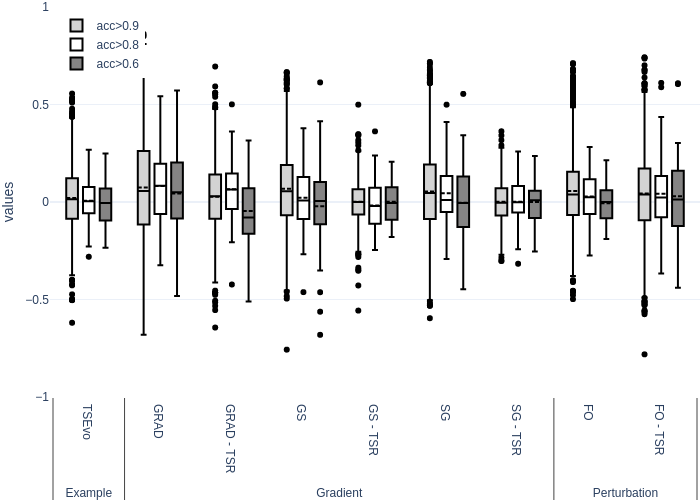 1
acc>0.9
acc>0.8
acc>0.6
0.5
0
values
−0.5
−1
TSEvo
GRAD
GRAD - TSR
GS
GS - TSR
SG
SG - TSR
FO
FO - TSR
Example
Gradient
Perturbation